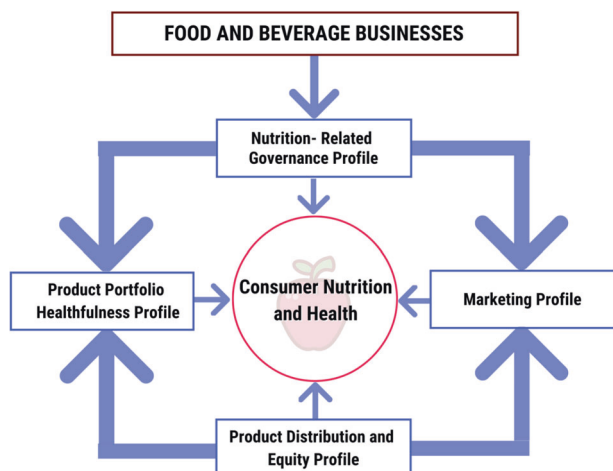 FOOD AND BEVERAGE BUSINESSES
Nutrition- Related
Governance Profile
Product Portfolio
Healthfulness Profile
Consumer Nutrition
and Health
Marketing Profile
Product Distribution and
Equity Profile